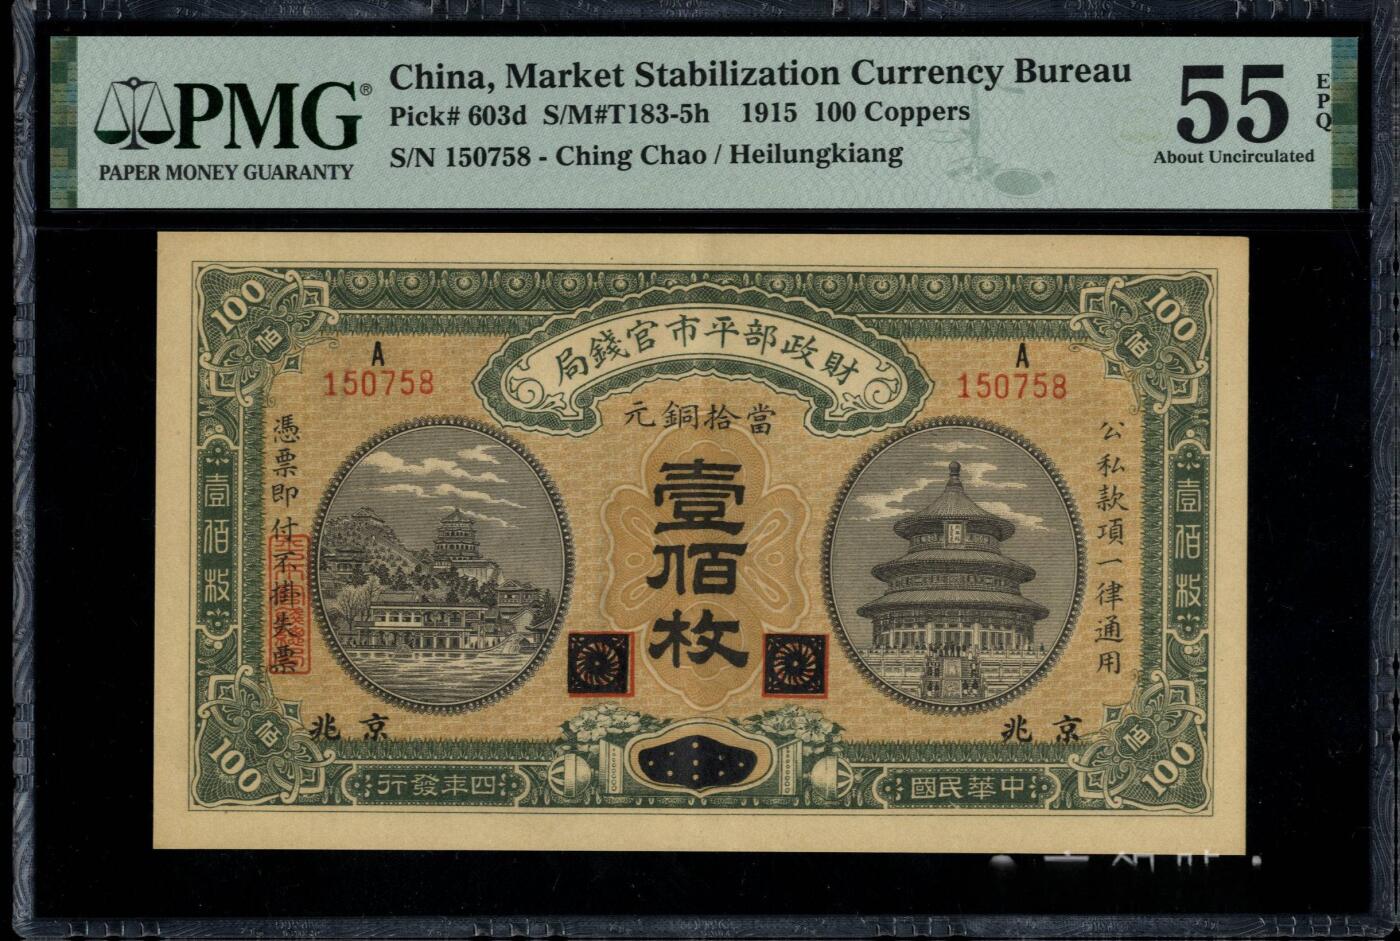 PMG®
PAPER MONEY GUARANTY
China, Market Stabilization Currency Bureau
Pick# 603d S/M#T183-5h 1915 100 Coppers
S/N 150758 - Ching Chao / Heilungkiang
55
EPQ
About Uncirculated
100
佰
100
佰
財政部平市官錢局
A
150758
A
150758
當拾銅元
壹佰枚
公私款項一律通用
憑票即付不掛失票
壹佰枚
壹佰枚
京兆
京兆
100
佰
100
佰
中華民國
四年發行